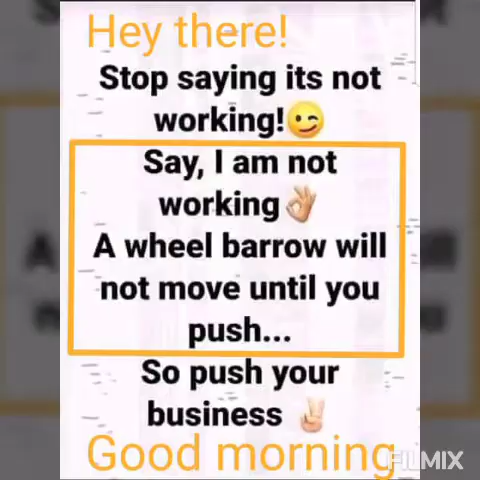 Hey there!
Stop saying its not
working!😉
Say, I am not
working👌
A wheel barrow will
not move until you
push...
So push your
business ✌
Good morning
FILMIX